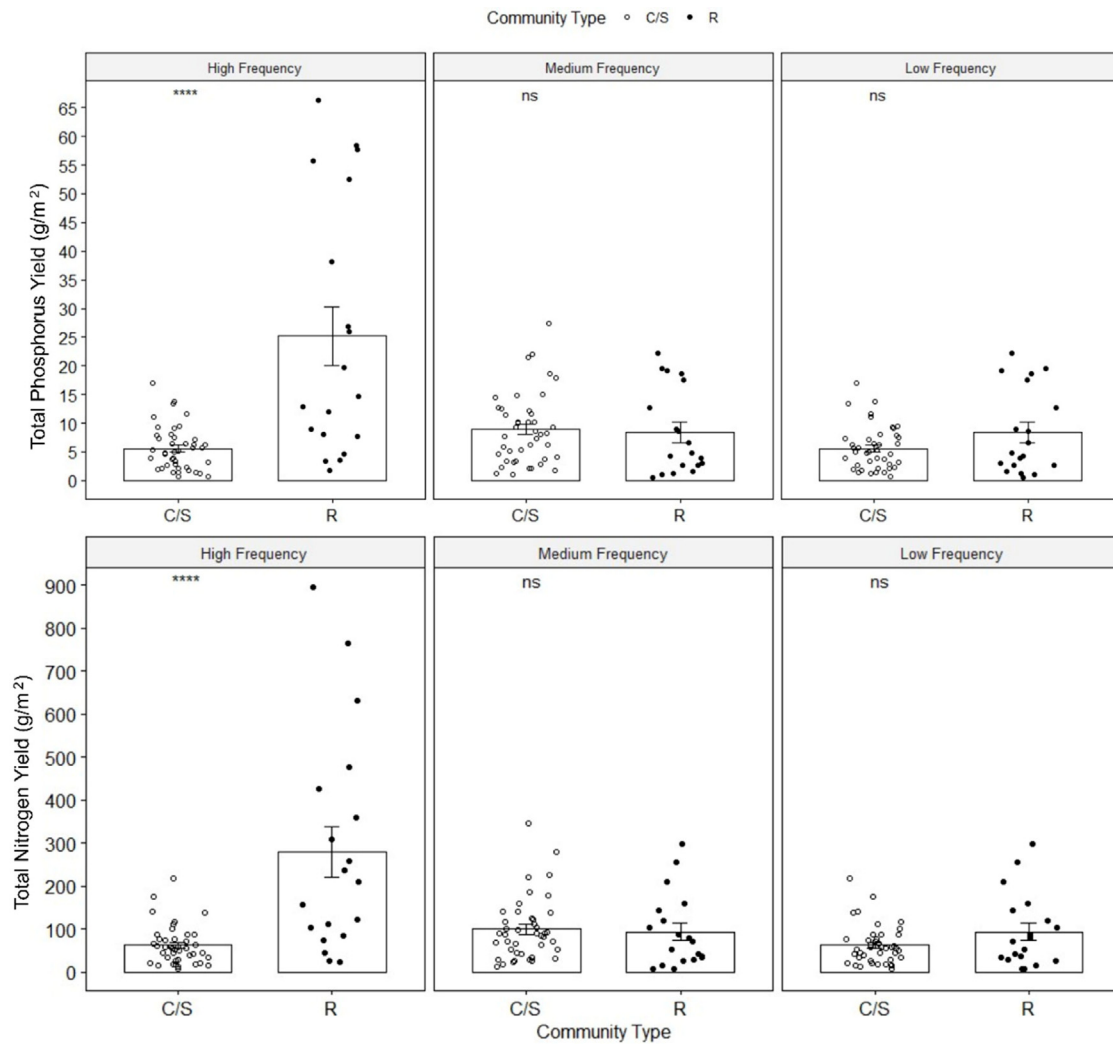 Community Type ○ C/S ● R
High Frequency Medium Frequency Low Frequency
**** ns ns
65
60
55
50
45
40
35
30
25
20
15
10
5
0
Total Phosphorus Yield (g/m²)
C/S R C/S R C/S R
High Frequency Medium Frequency Low Frequency
**** ns ns
900
800
700
600
500
400
300
200
100
0
Total Nitrogen Yield (g/m²)
C/S R C/S R C/S R
Community Type